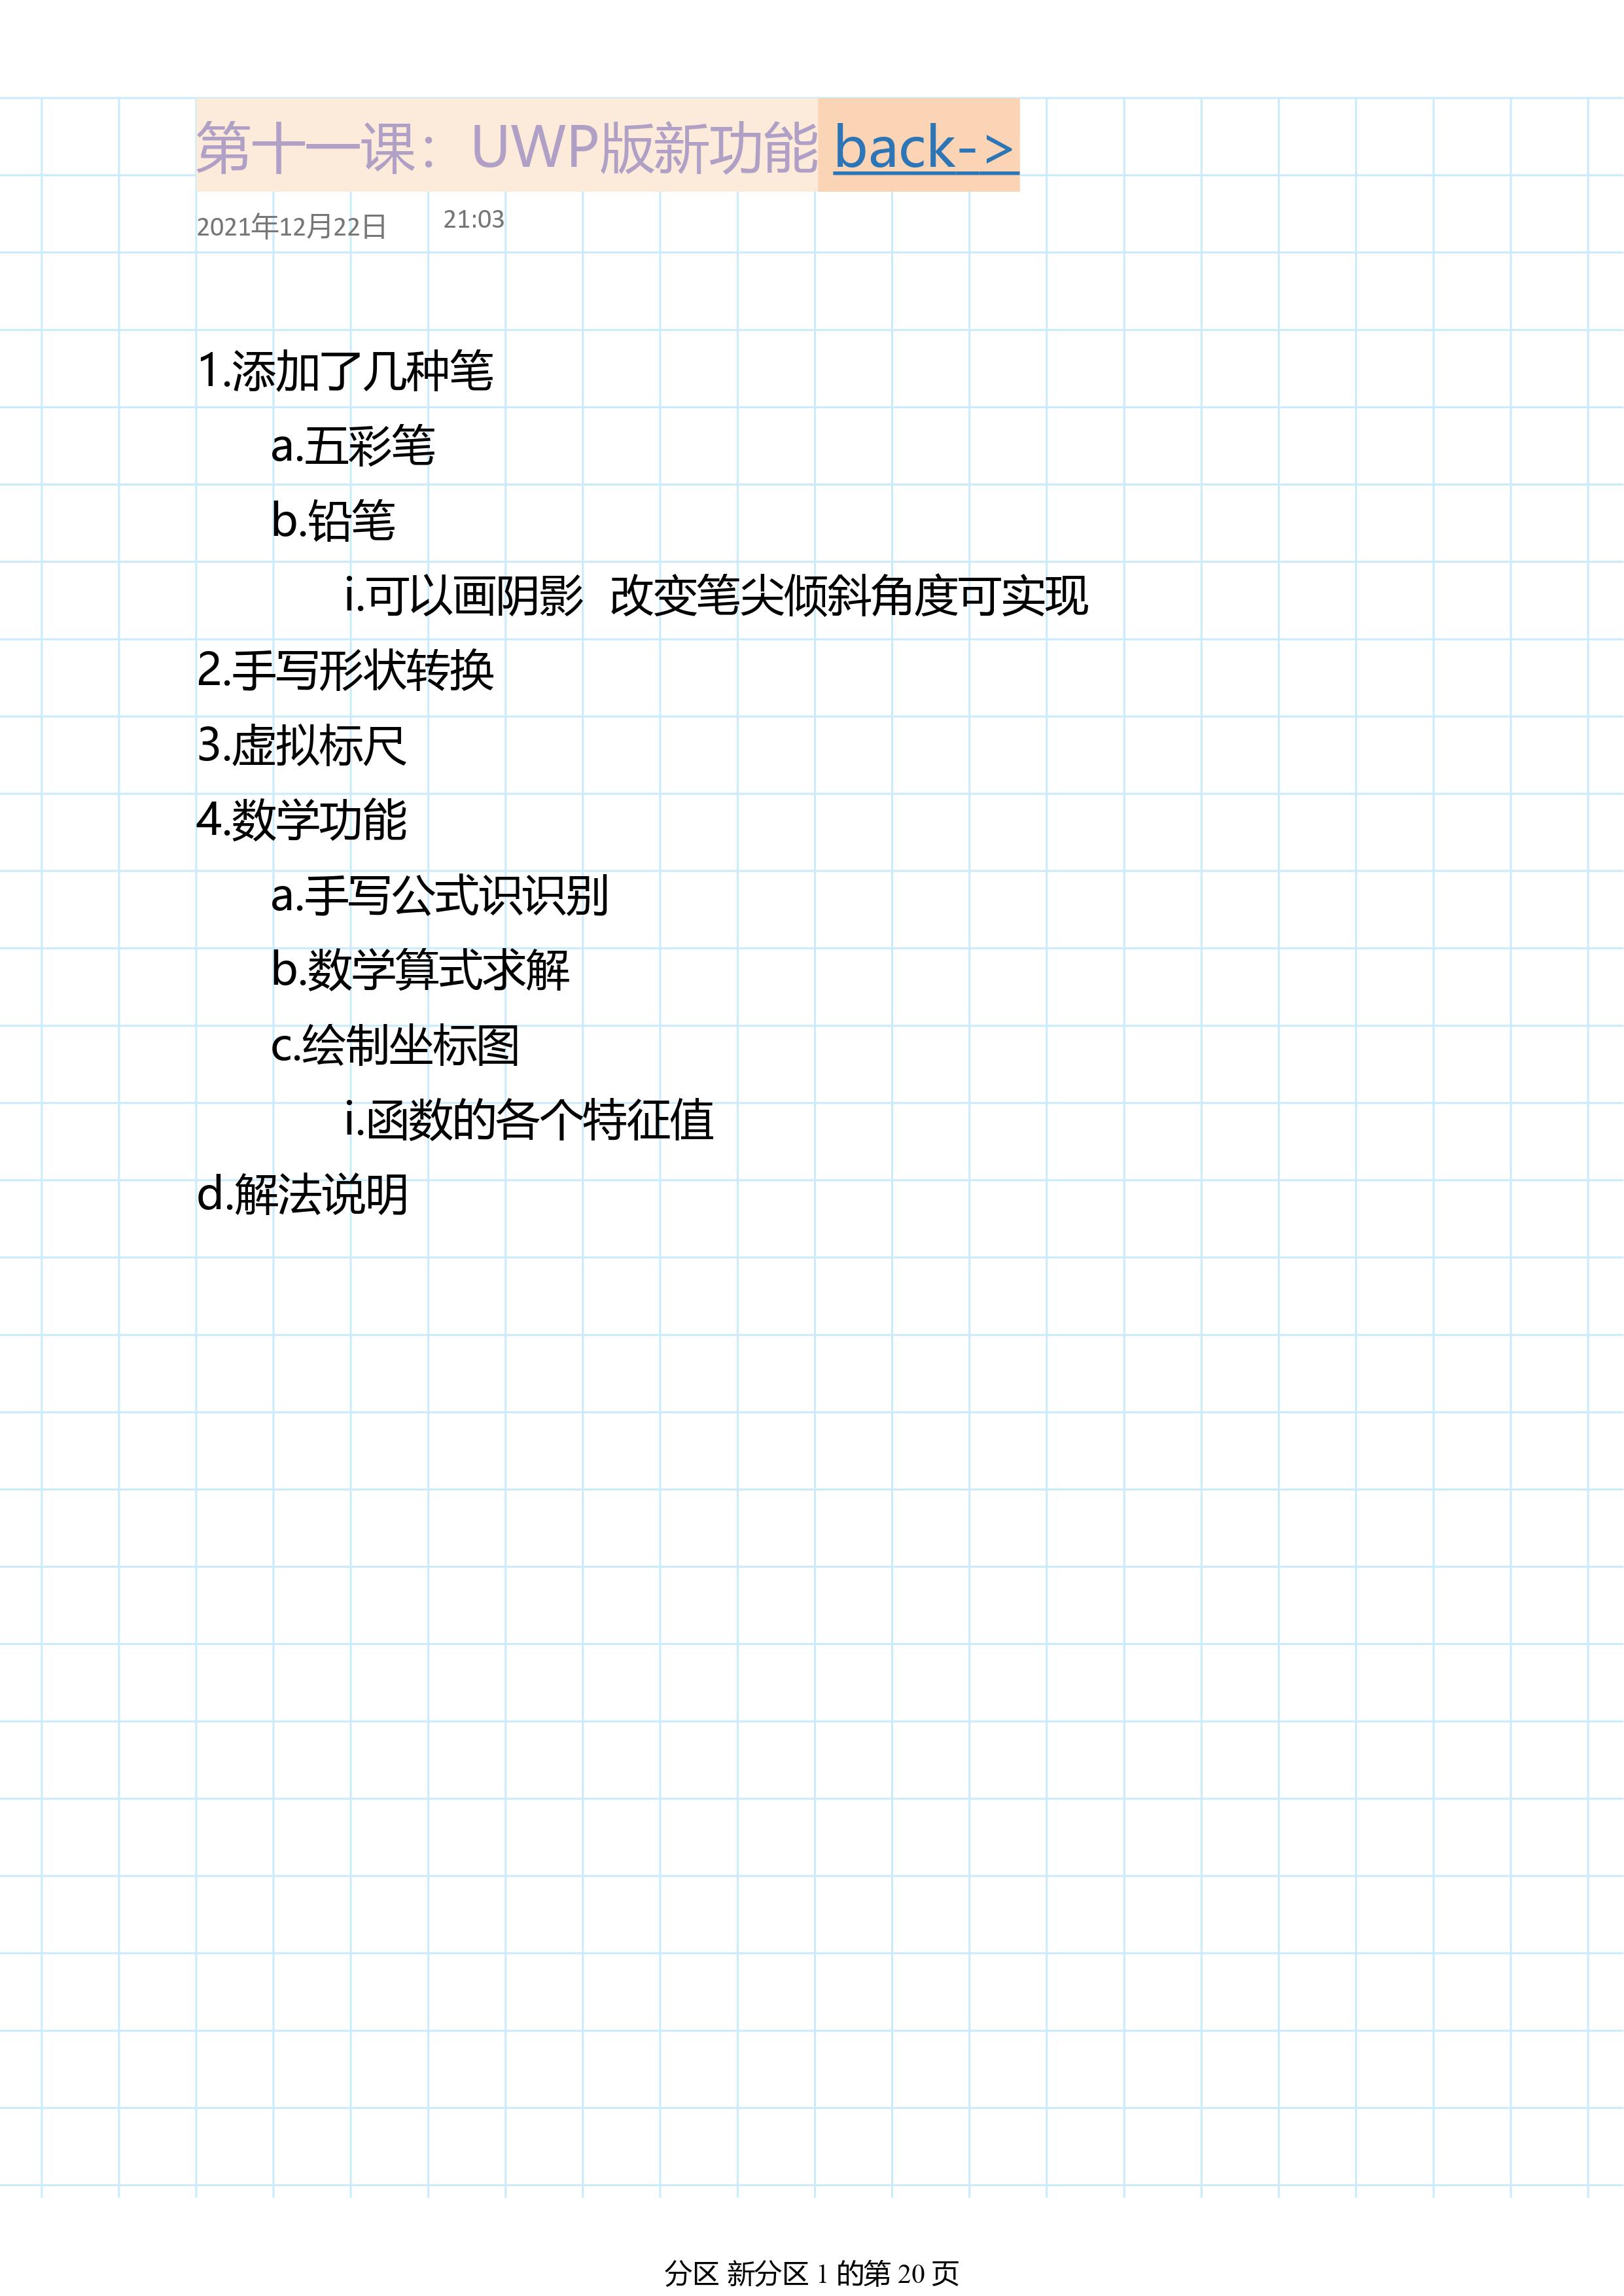 第十一课：UWP版新功能 back->
2021年12月22日 21:03
1.添加了几种笔
a.五彩笔
b.铅笔
i.可以画阴影 改变笔尖倾斜角度可实现
2.手写形状转换
3.虚拟标尺
4.数学功能
a.手写公式识识别
b.数学算式求解
c.绘制坐标图
i.函数的各个特征值
d.解法说明
分区 新分区 1 的第 20 页